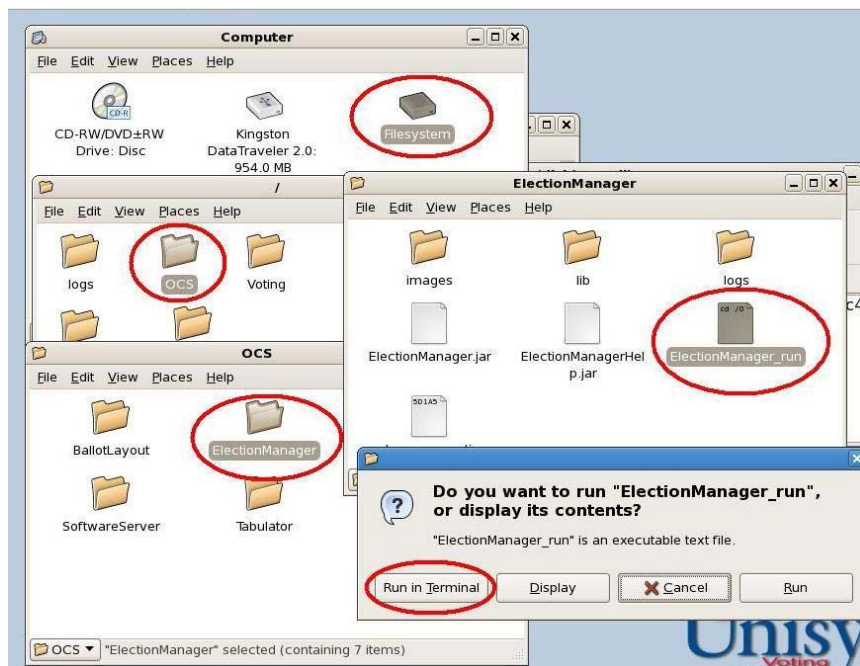 Computer
File Edit View Places Help
CD-R
CD-RW/DVD±RW
Drive: Disc
Kingston
DataTraveler 2.0:
954.0 MB
Filesystem
/
File Edit View Places Help
logs
OCS
Voting
ElectionManager
File Edit View Places Help
images
lib
logs
cd /O
ElectionManager.jar
ElectionManagerHel
p.jar
ElectionManager_run
5D1A5
OCS
File Edit View Places Help
BallotLayout
ElectionManager
SoftwareServer
Tabulator
OCS "ElectionManager" selected (containing 7 items)
Do you want to run "ElectionManager_run",
or display its contents?
"ElectionManager_run" is an executable text file.
Run in Terminal
Display
Cancel
Run
Unisy
Voting